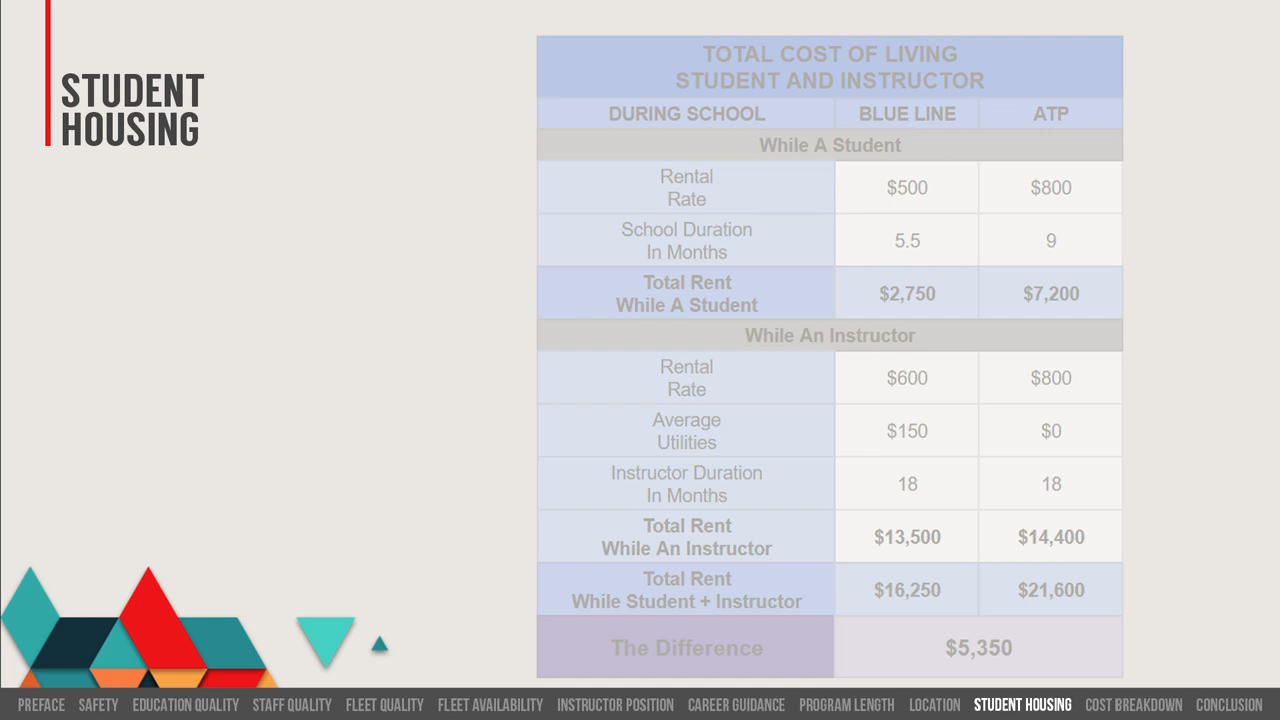 STUDENT
HOUSING
TOTAL COST OF LIVING
STUDENT AND INSTRUCTOR
DURING SCHOOL BLUE LINE ATP
While A Student
Rental
Rate
$500 $800
School Duration
In Months
5.5 9
Total Rent
While A Student
$2,750 $7,200
While An Instructor
Rental
Rate
$600 $800
Average
Utilities
$150 $0
Instructor Duration
In Months
18 18
Total Rent
While An Instructor
$13,500 $14,400
Total Rent
While Student + Instructor
$16,250 $21,600
The Difference $5,350
PREFACE SAFETY EDUCATION QUALITY STAFF QUALITY FLEET QUALITY FLEET AVAILABILITY INSTRUCTOR POSITION CAREER GUIDANCE PROGRAM LENGTH LOCATION STUDENT HOUSING COST BREAKDOWN CONCLUSION